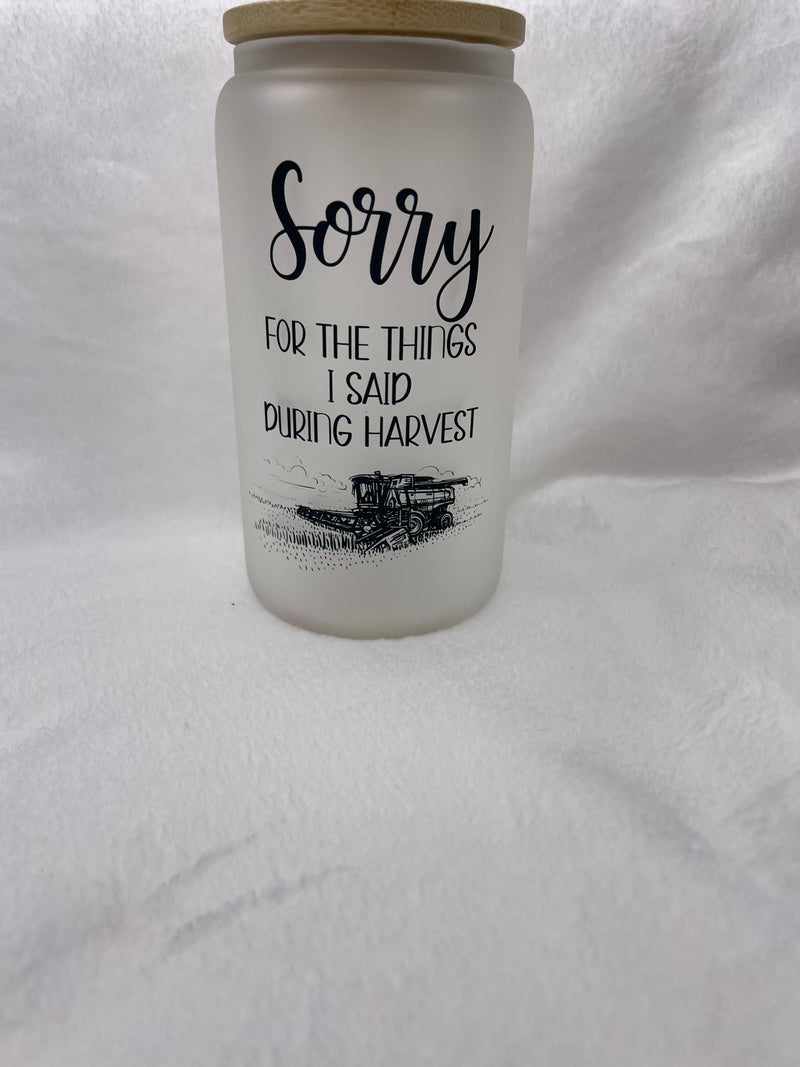 Sorry
FOR THE THINGS
I SAID
DURING HARVEST